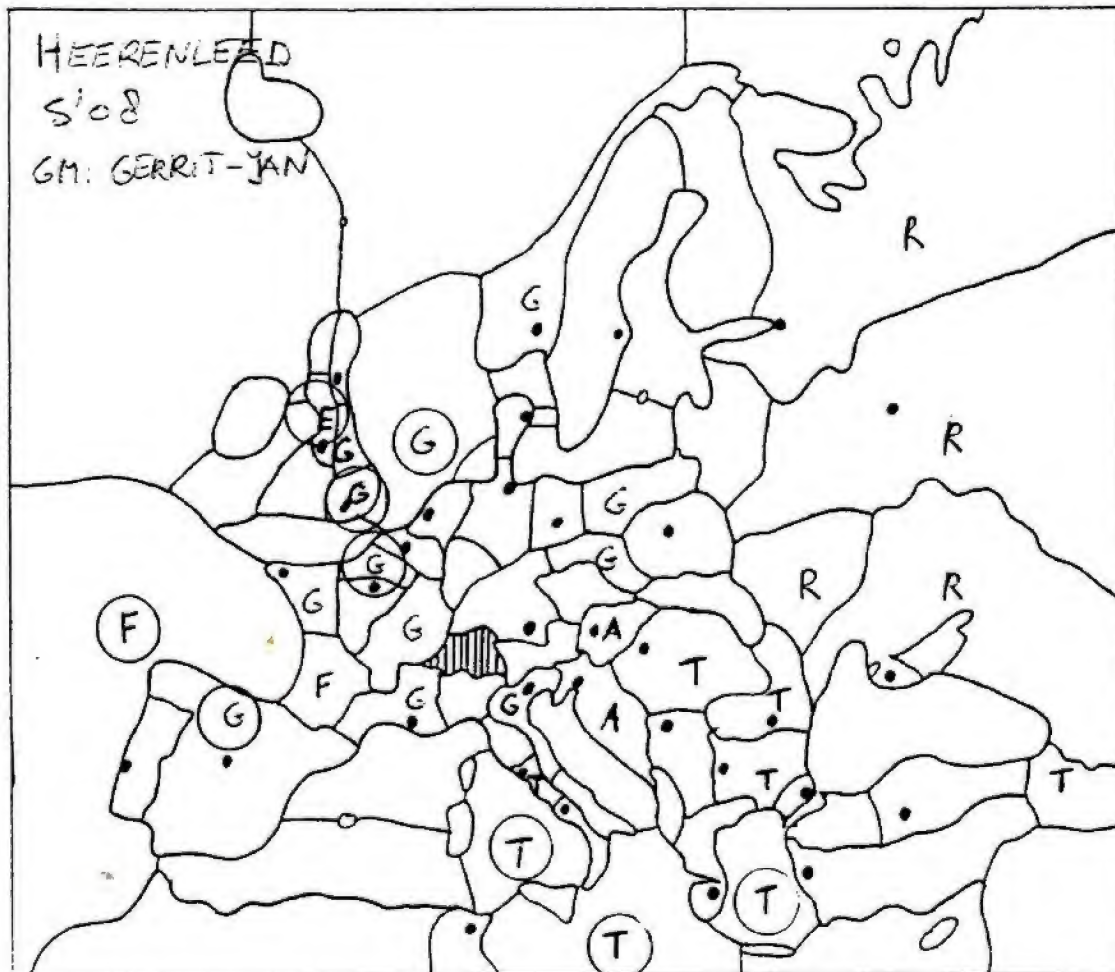 HEERENLEED
S'08
GM: GERRIT-JAN
R
G
E G G R
G G
G G R R
G
F G A
F G T
G G A T
T T
T
T
T
T